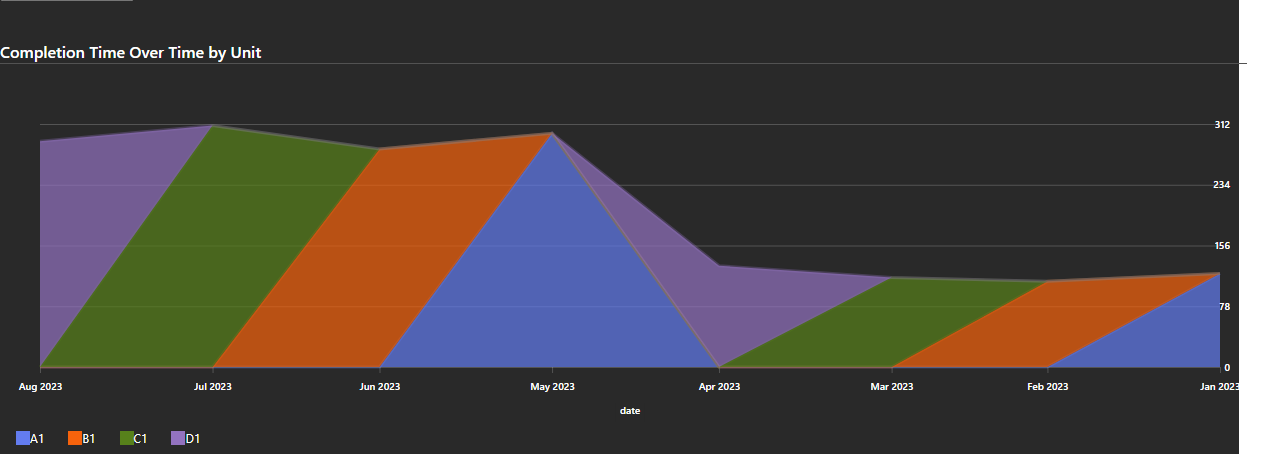 Completion Time Over Time by Unit
312
234
156
78
0
Aug 2023 Jul 2023 Jun 2023 May 2023 Apr 2023 Mar 2023 Feb 2023 Jan 2023
date
A1 B1 C1 D1